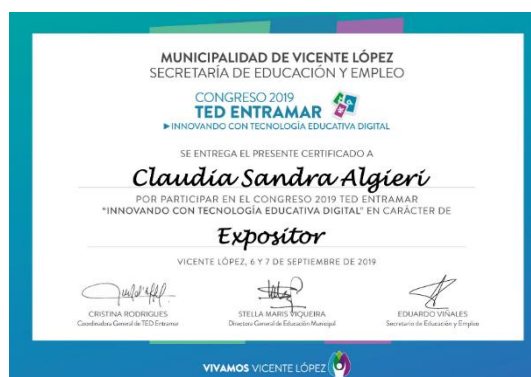 MUNICIPALIDAD DE VICENTE LÓPEZ
SECRETARÍA DE EDUCACIÓN Y EMPLEO
CONGRESO 2019
TED ENTRAMAR
INNOVANDO CON TECNOLOGÍA EDUCATIVA DIGITAL
SE ENTREGA EL PRESENTE CERTIFICADO A
Claudia Sandra Algieri
POR PARTICIPAR EN EL CONGRESO 2019 TED ENTRAMAR
"INNOVANDO CON TECNOLOGÍA EDUCATIVA DIGITAL" EN CARÁCTER DE
Expositor
VICENTE LÓPEZ, 6 Y 7 DE SEPTIEMBRE DE 2019
CRISTINA RODRIGUES
Coordinadora General de TED Entramar
STELLA MARIS VIQUEIRA
Directora General de Educación Municipal
EDUARDO VIÑALES
Secretario de Educación y Empleo
VIVAMOS VICENTE LÓPEZ